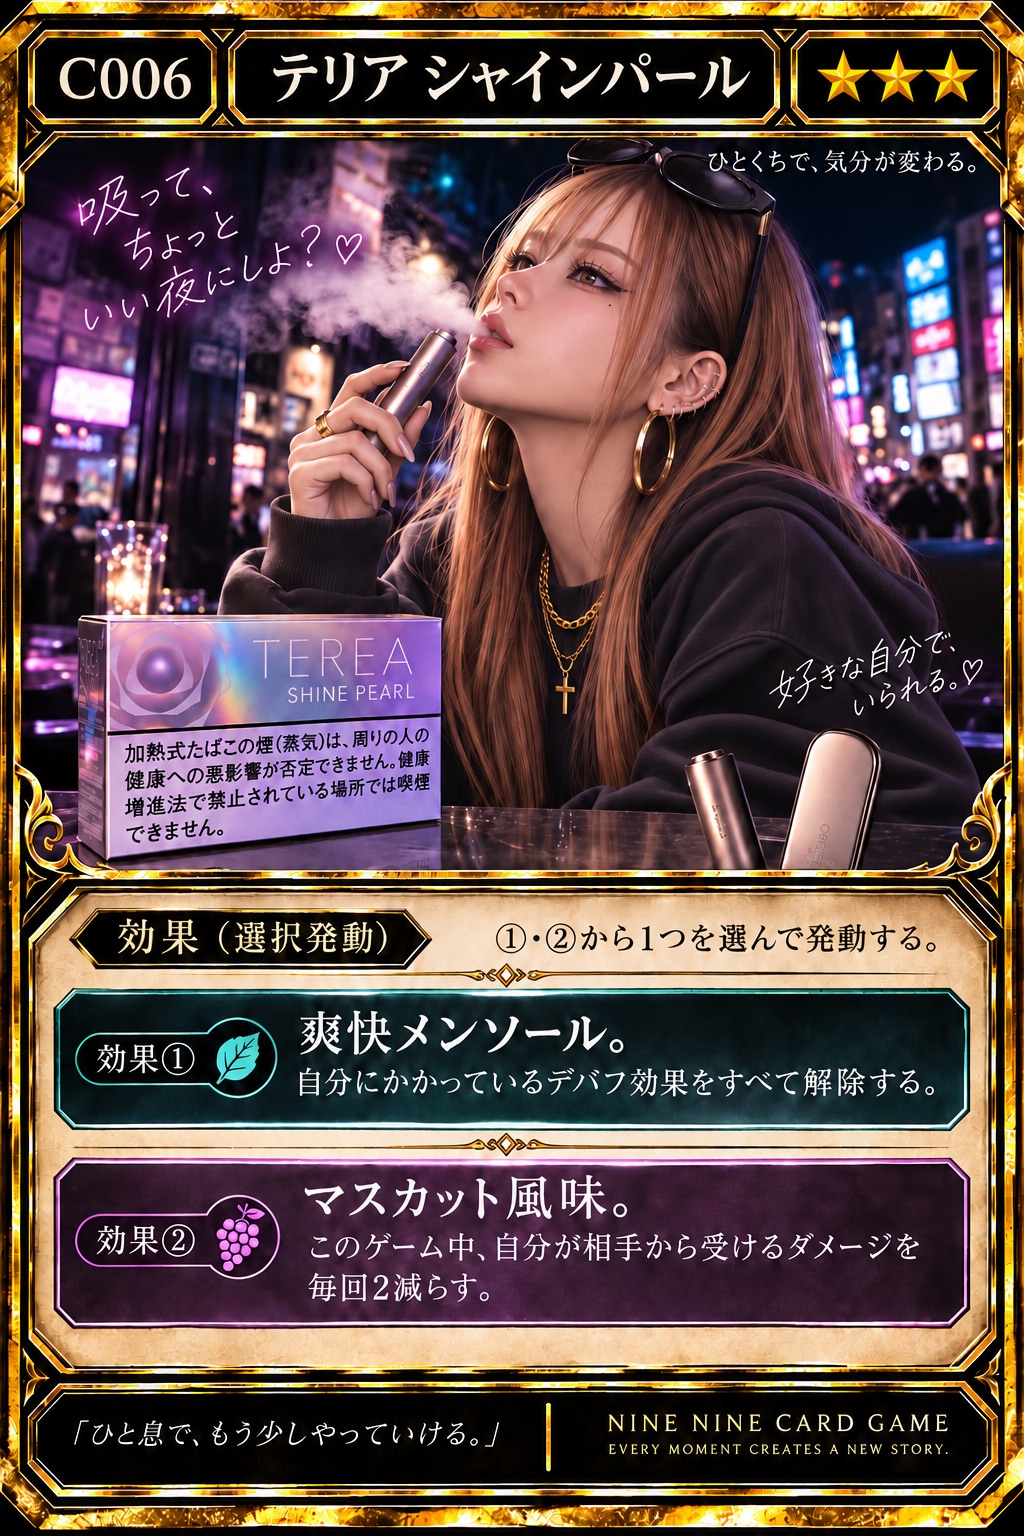 C006
テリア シャインパール
★★★
ひとくちで、気分が変わる。
吸って、
ちょっと
いい夜にしよ？♡
TEREA
SHINE PEARL
加熱式たばこの煙(蒸気)は、周りの人の
健康への悪影響が否定できません。健康
増進法で禁止されている場所では喫煙
できません。
好きな自分で、
いられる。♡
効果（選択発動）
①・②から1つを選んで発動する。
効果①
爽快メンソール。
自分にかかっているデバフ効果をすべて解除する。
効果②
マスカット風味。
このゲーム中、自分が相手から受けるダメージを
毎回2減らす。
「ひと息で、もう少しやっていける。」
NINE NINE CARD GAME
EVERY MOMENT CREATES A NEW STORY.